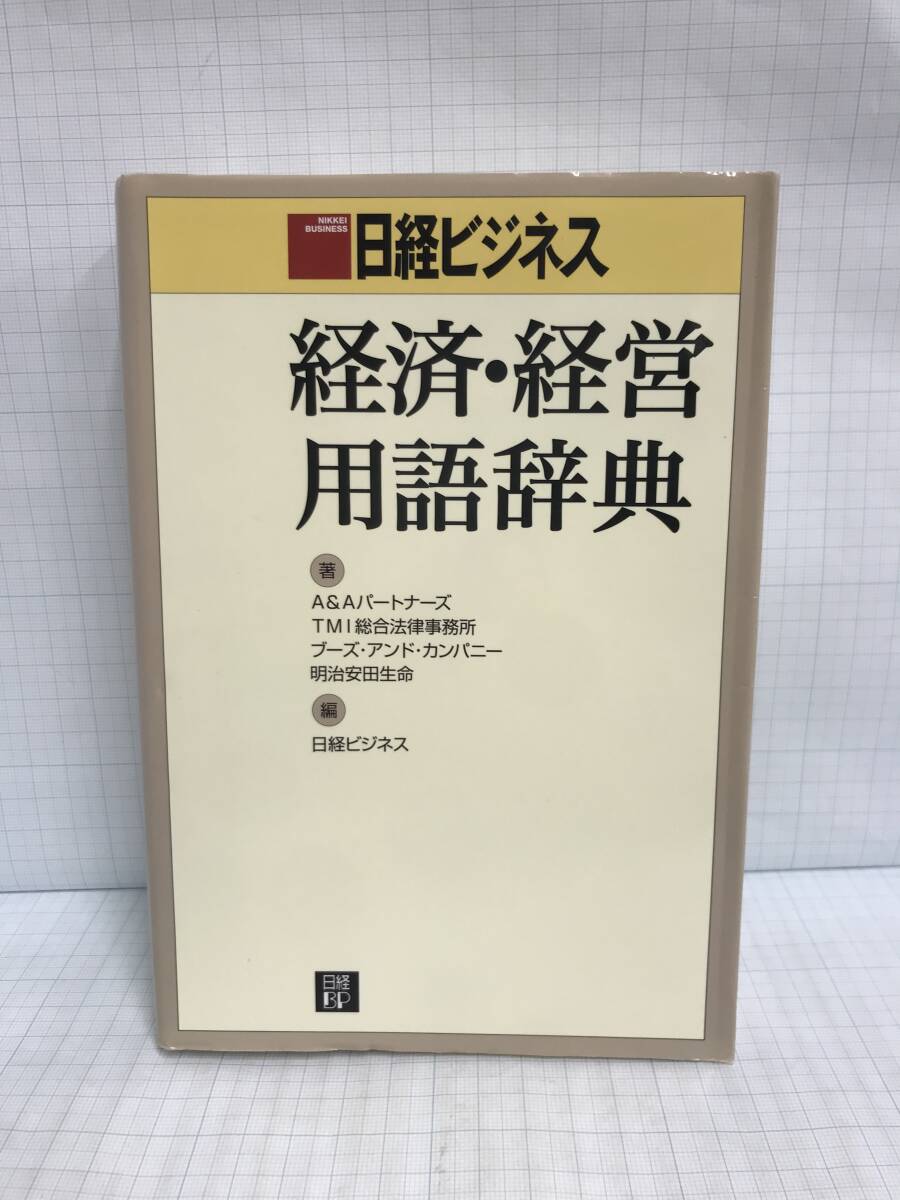 NIKKEI
BUSINESS
日経ビジネス
経済・経営
用語辞典
著
A&Aパートナーズ
TMI総合法律事務所
ブーズ・アンド・カンパニー
明治安田生命
編
日経ビジネス
日経
BP